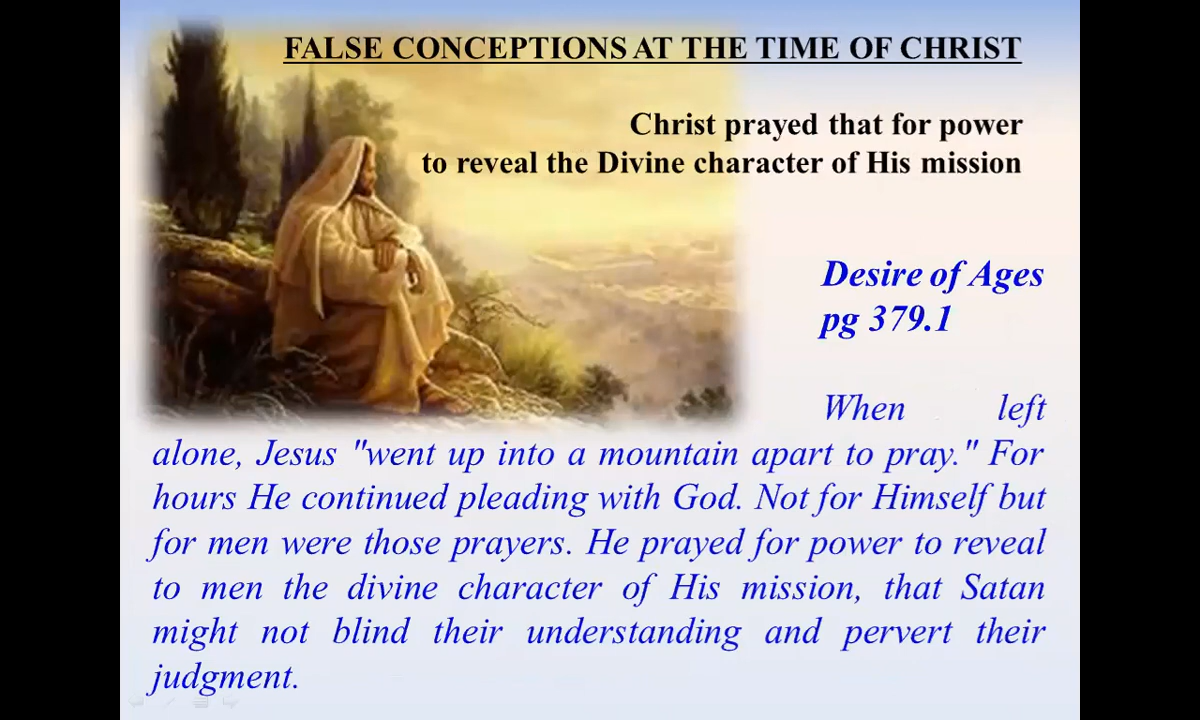 FALSE CONCEPTIONS AT THE TIME OF CHRIST
Christ prayed that for power
to reveal the Divine character of His mission
Desire of Ages
pg 379.1
When left
alone, Jesus "went up into a mountain apart to pray." For
hours He continued pleading with God. Not for Himself but
for men were those prayers. He prayed for power to reveal
to men the divine character of His mission, that Satan
might not blind their understanding and pervert their
judgment.